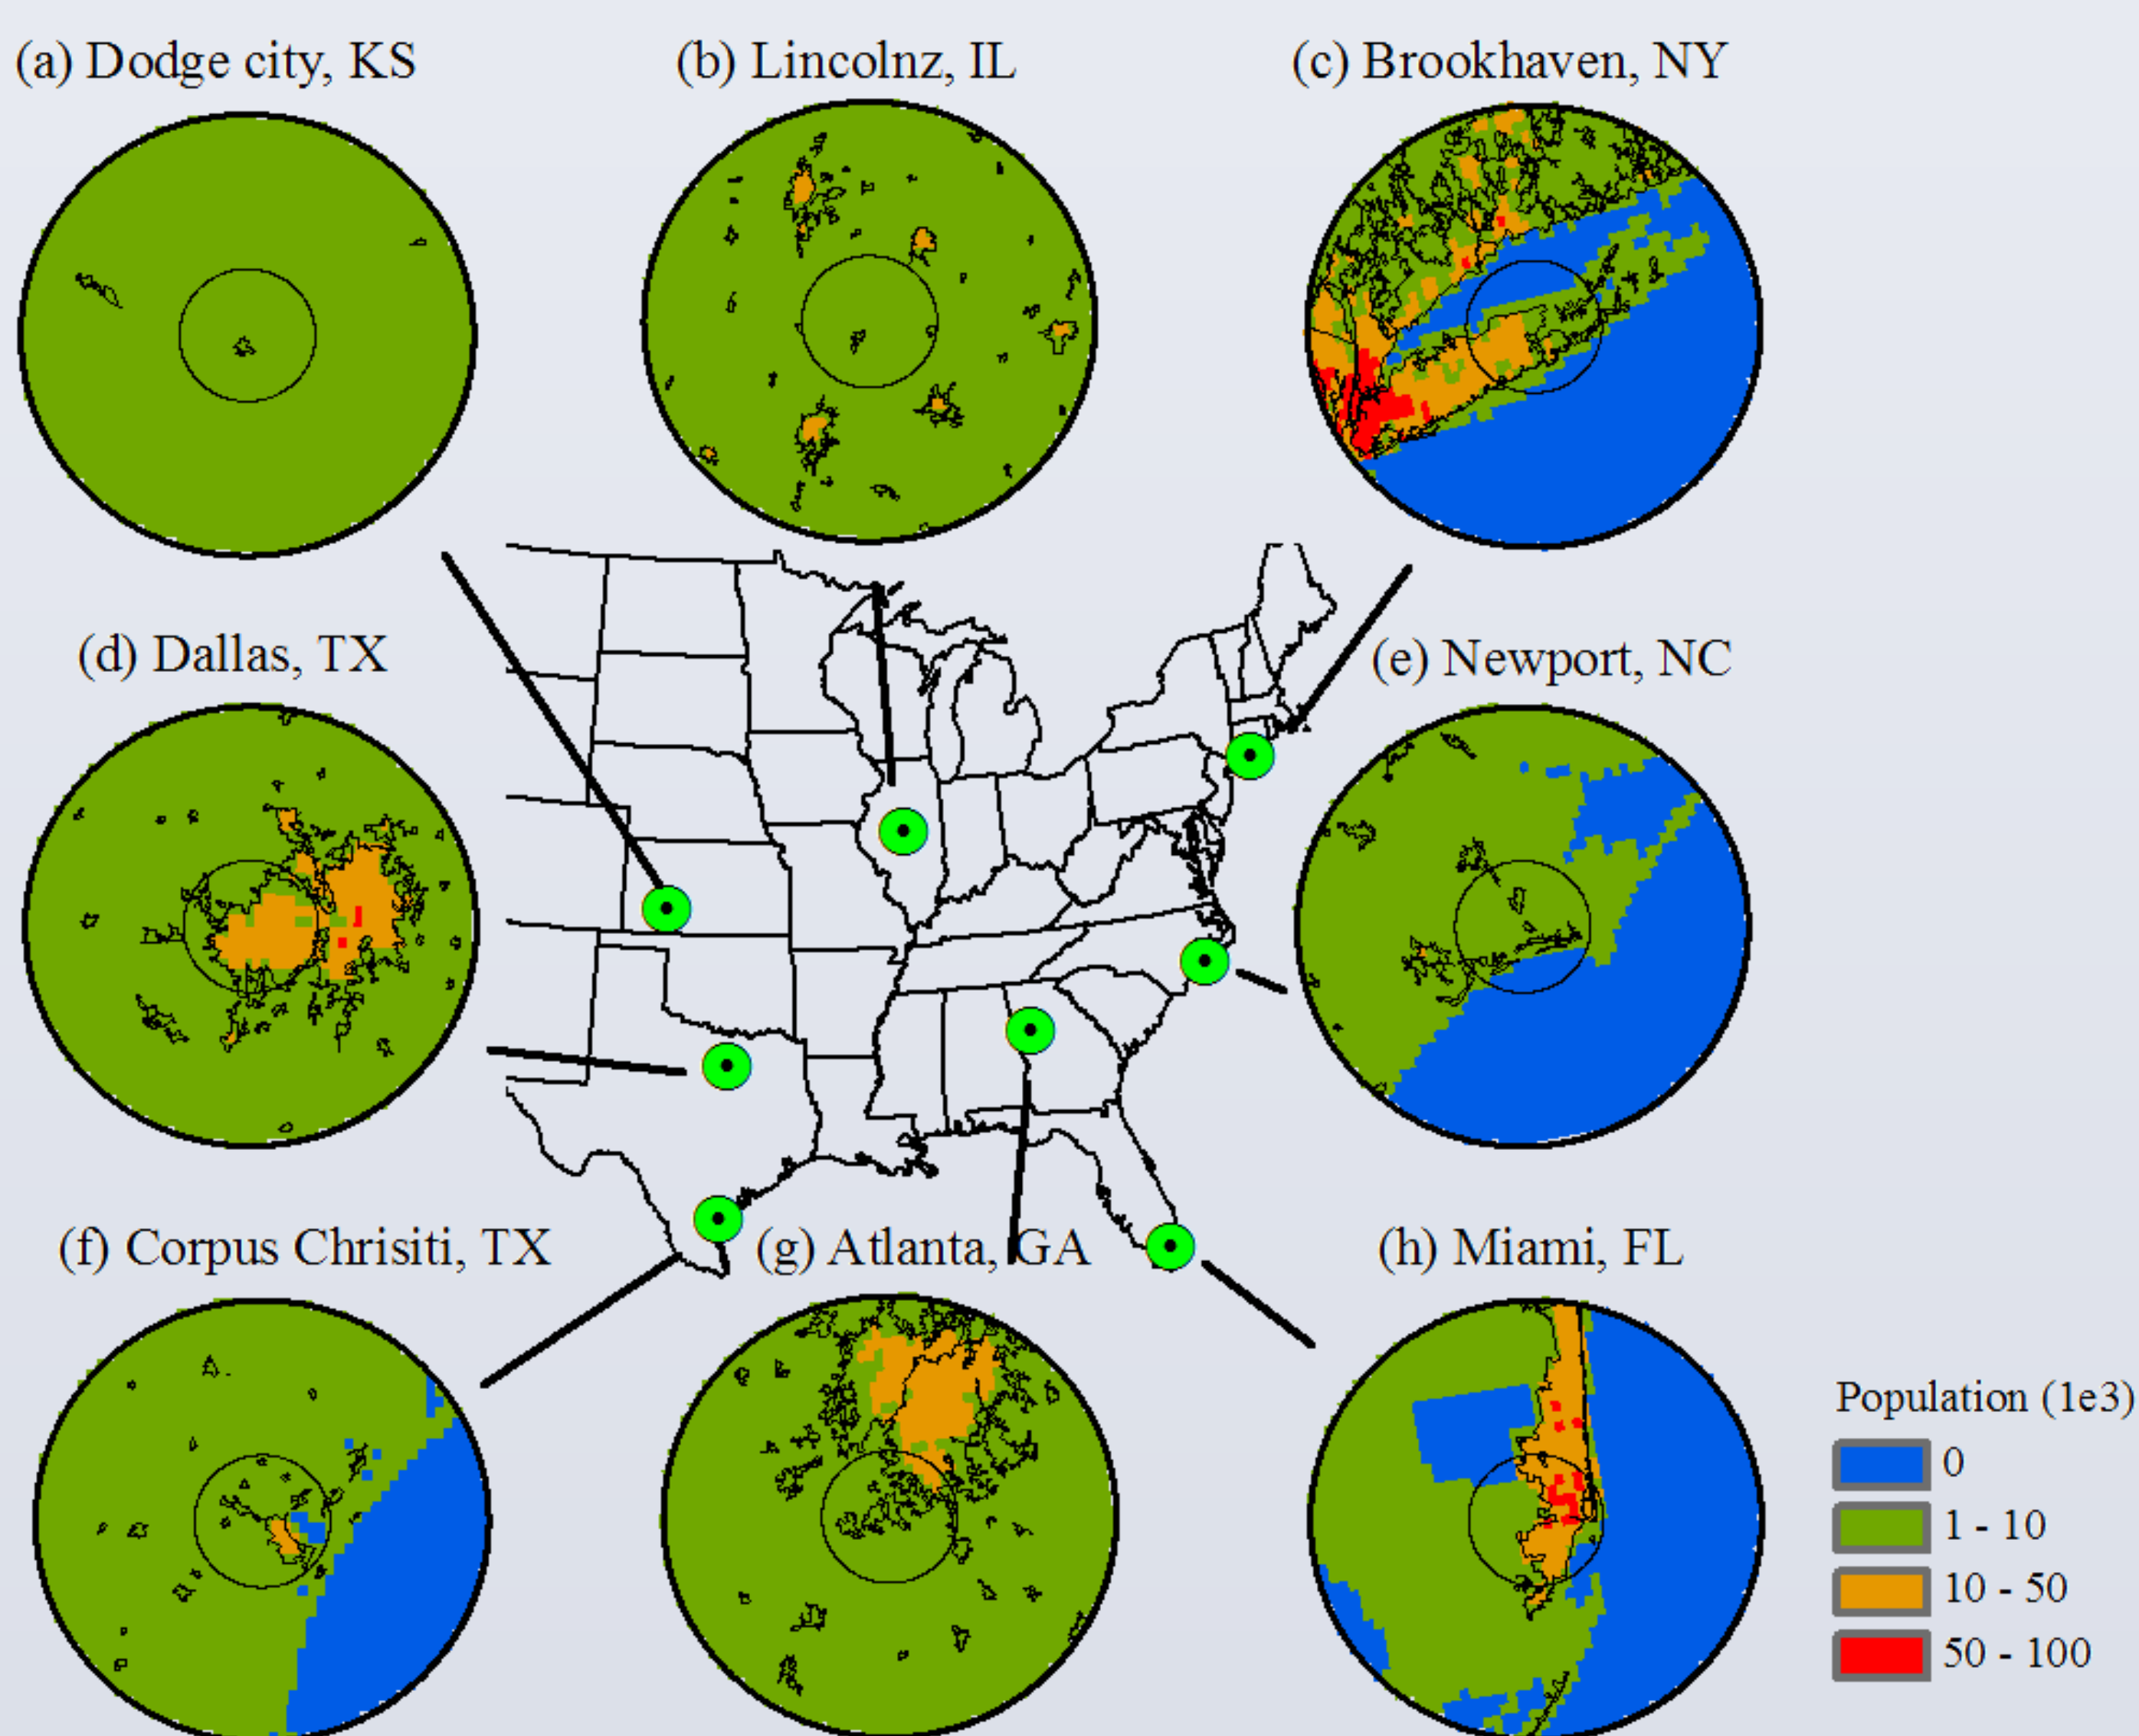 (a) Dodge city, KS
(b) Lincolnz, IL
(c) Brookhaven, NY
(d) Dallas, TX
(e) Newport, NC
(f) Corpus Chrisiti, TX
(g) Atlanta, GA
(h) Miami, FL
Population (1e3)
0
1 - 10
10 - 50
50 - 100